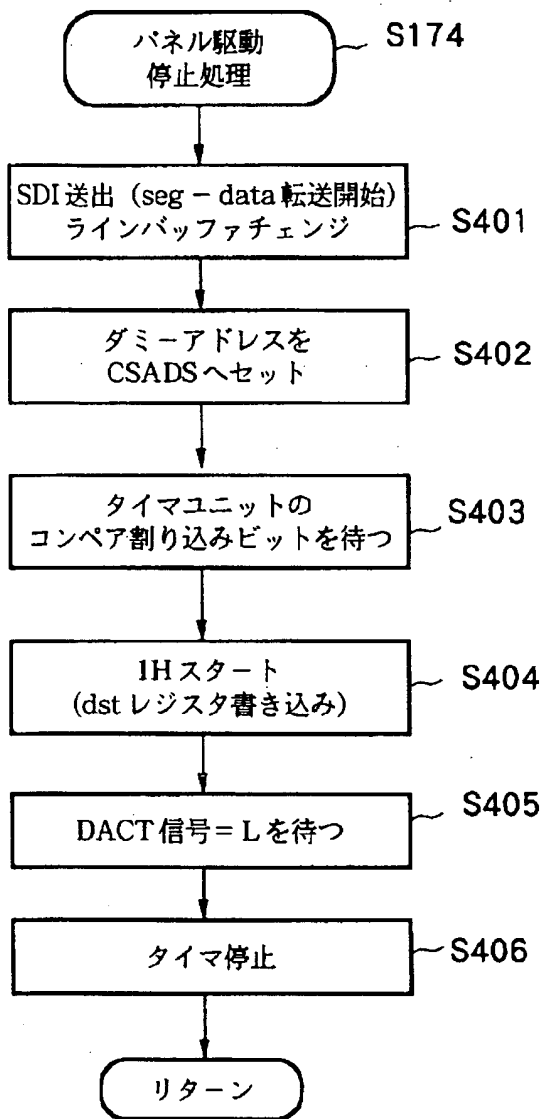 パネル駆動
停止処理
S174
SDI送出（seg－data転送開始）
ラインバッファチェンジ
S401
ダミーアドレスを
CSADSへセット
S402
タイマユニットの
コンペア割り込みビットを待つ
S403
1Hスタート
(dstレジスタ書き込み)
S404
DACT信号＝Lを待つ
S405
タイマ停止
S406
リターン